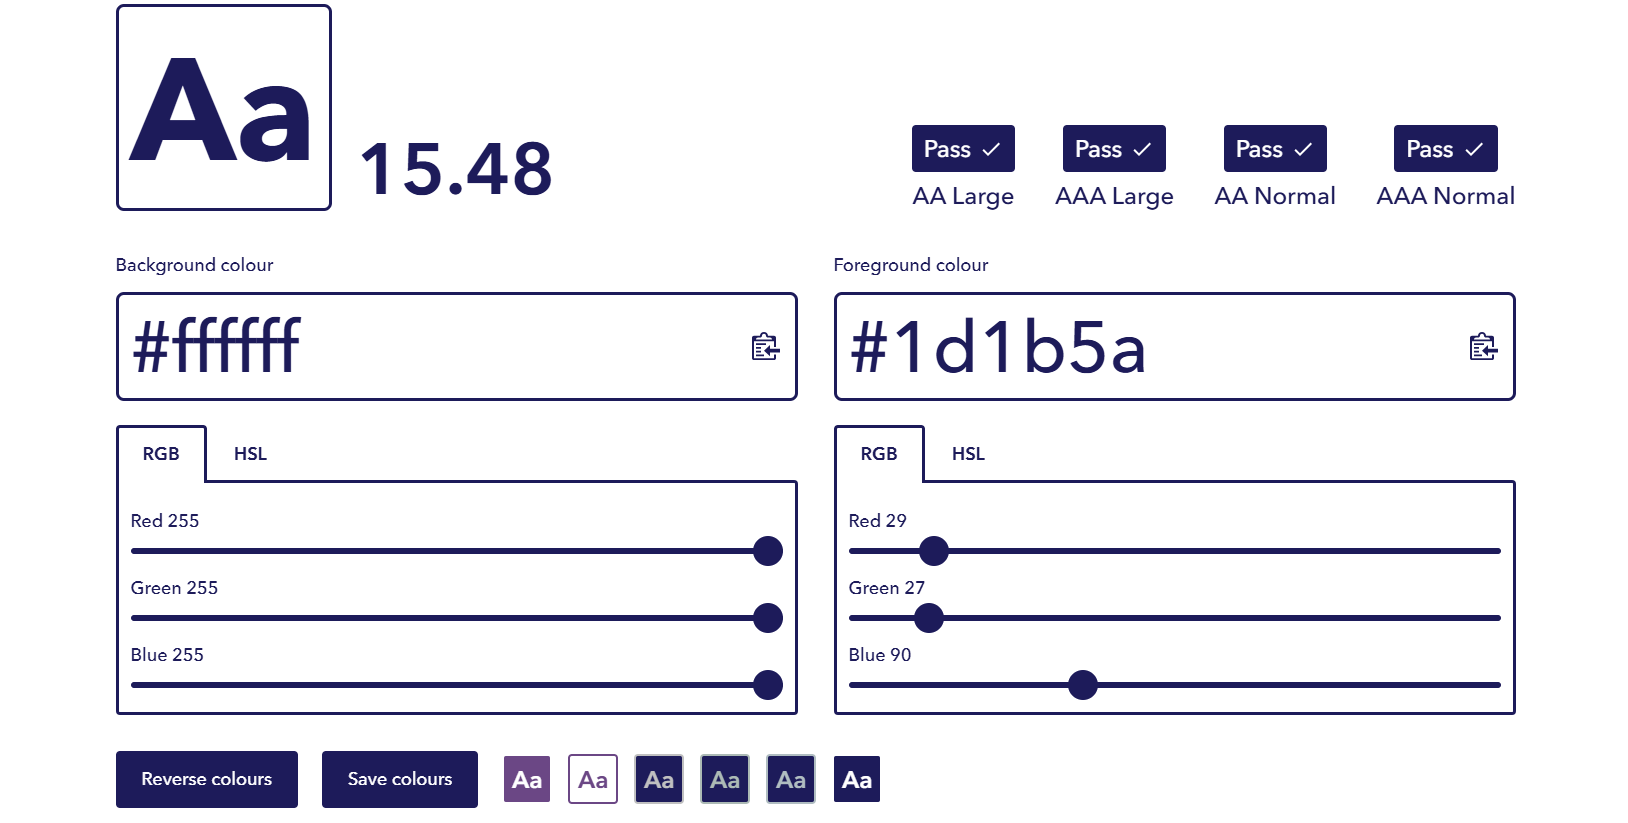 Aa
15.48
Pass Pass Pass Pass
AA Large AAA Large AA Normal AAA Normal
Background colour Foreground colour
#ffffff #1d1b5a
RGB HSL RGB HSL
Red 255 Red 29
Green 255 Green 27
Blue 255 Blue 90
Reverse colours Save colours Aa Aa Aa Aa Aa Aa